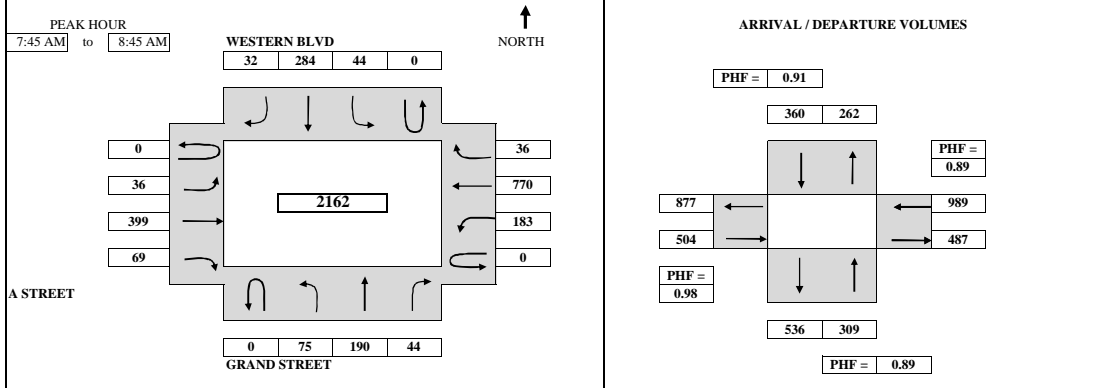 PEAK HOUR
7:45 AM to 8:45 AM
NORTH
WESTERN BLVD
32 284 44 0
0 36
36 770
2162
399 183
69 0
A STREET
0 75 190 44
GRAND STREET
ARRIVAL / DEPARTURE VOLUMES
PHF = 0.91
360 262
PHF =
0.89
877 989
504 487
PHF =
0.98
536 309
PHF = 0.89